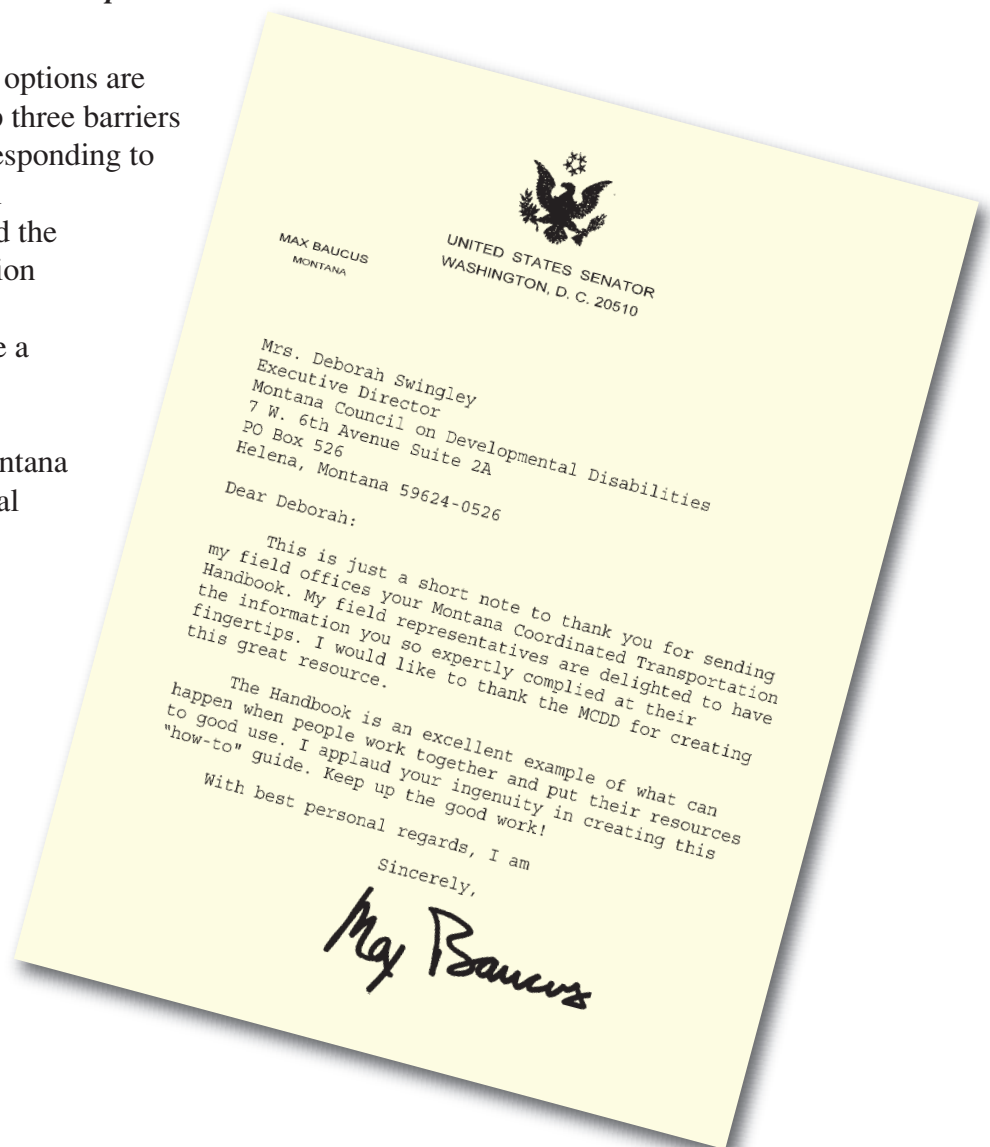 options are
three barriers
esponding to
d the
ion
e a
ntana
al
MAX BAUCUS
MONTANA
UNITED STATES SENATOR
WASHINGTON, D. C. 20510
Mrs. Deborah Swingley
Executive Director
Montana Council on Developmental Disabilities
7 W. 6th Avenue Suite 2A
PO Box 526
Helena, Montana 59624-0526
Dear Deborah:
This is just a short note to thank you for sending
my field offices your Montana Coordinated Transportation
Handbook. My field representatives are delighted to have
the information you so expertly complied at their
fingertips. I would like to thank the MCDD for creating
this great resource.
The Handbook is an excellent example of what can
happen when people work together and put their resources
to good use. I applaud your ingenuity in creating this
"how-to" guide. Keep up the good work!
With best personal regards, I am
Sincerely,
Max Baucus